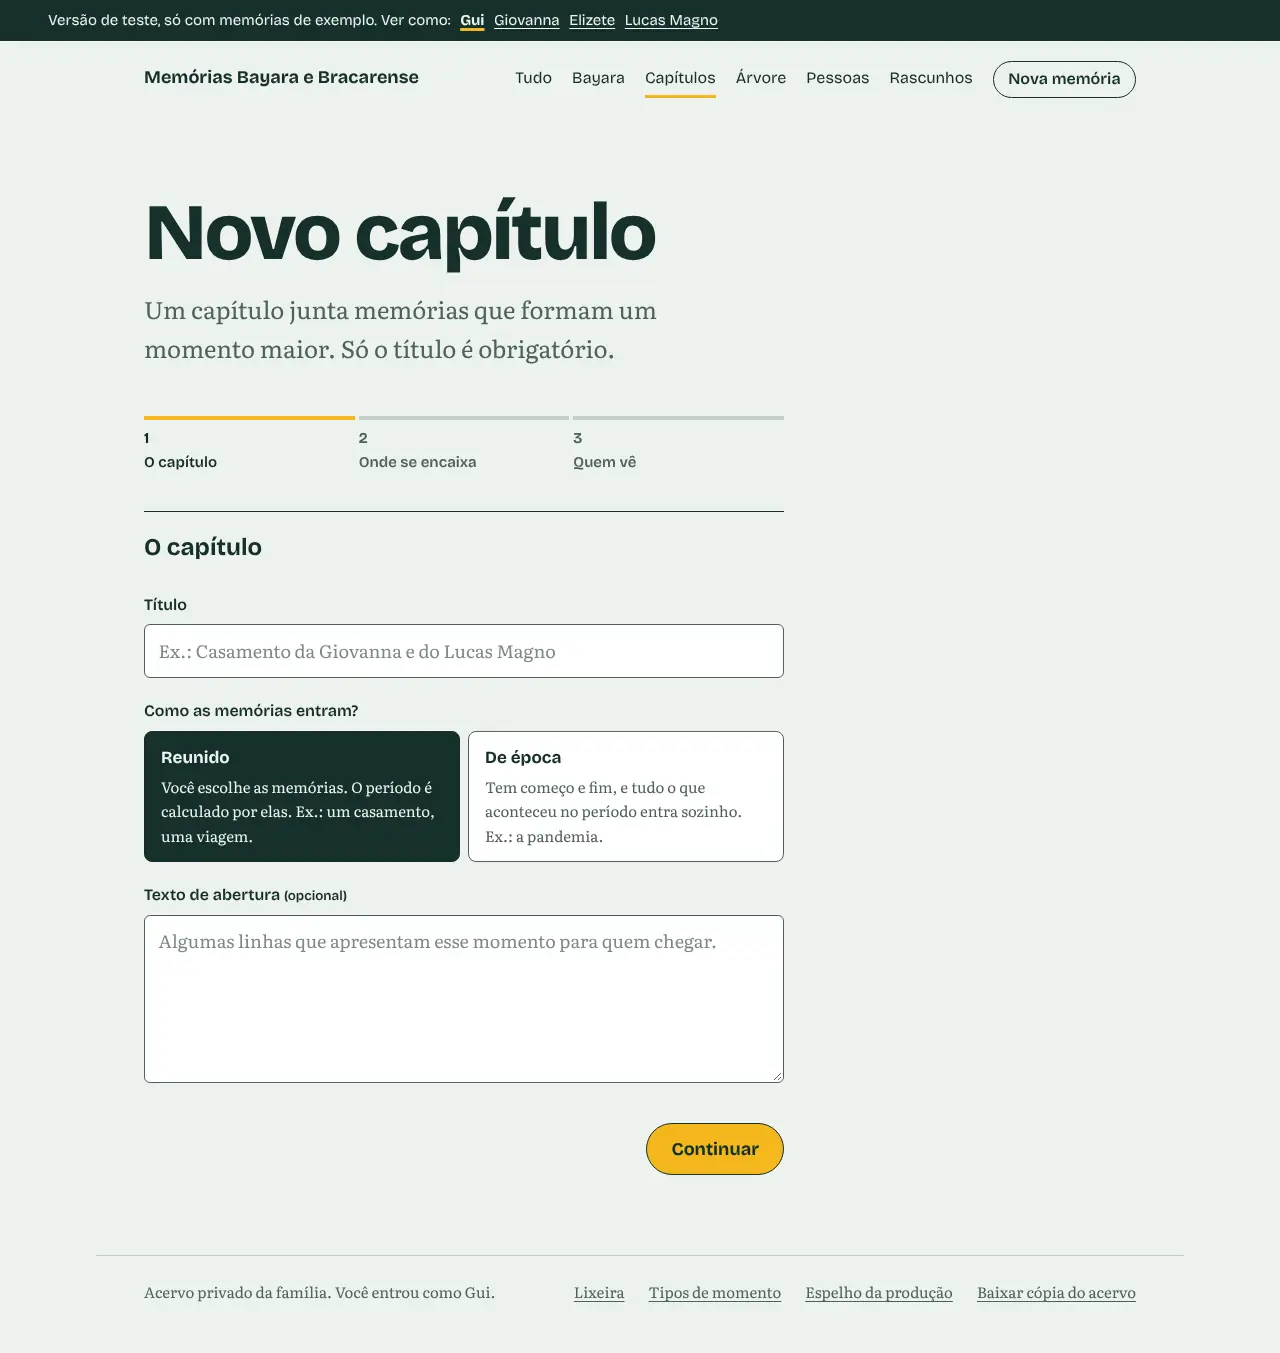 Versão de teste, só com memórias de exemplo. Ver como: Gui Giovanna Elizete Lucas Magno
Memórias Bayara e Bracarense
Tudo Bayara Capítulos Árvore Pessoas Rascunhos Nova memória
Novo capítulo
Um capítulo junta memórias que formam um
momento maior. Só o título é obrigatório.
1
O capítulo
2
Onde se encaixa
3
Quem vê
O capítulo
Título
Ex.: Casamento da Giovanna e do Lucas Magno
Como as memórias entram?
Reunido
Você escolhe as memórias. O período é
calculado por elas. Ex.: um casamento,
uma viagem.
De época
Tem começo e fim, e tudo o que
aconteceu no período entra sozinho.
Ex.: a pandemia.
Texto de abertura (opcional)
Algumas linhas que apresentam esse momento para quem chegar.
Continuar
Acervo privado da família. Você entrou como Gui.
Lixeira Tipos de momento Espelho da produção Baixar cópia do acervo